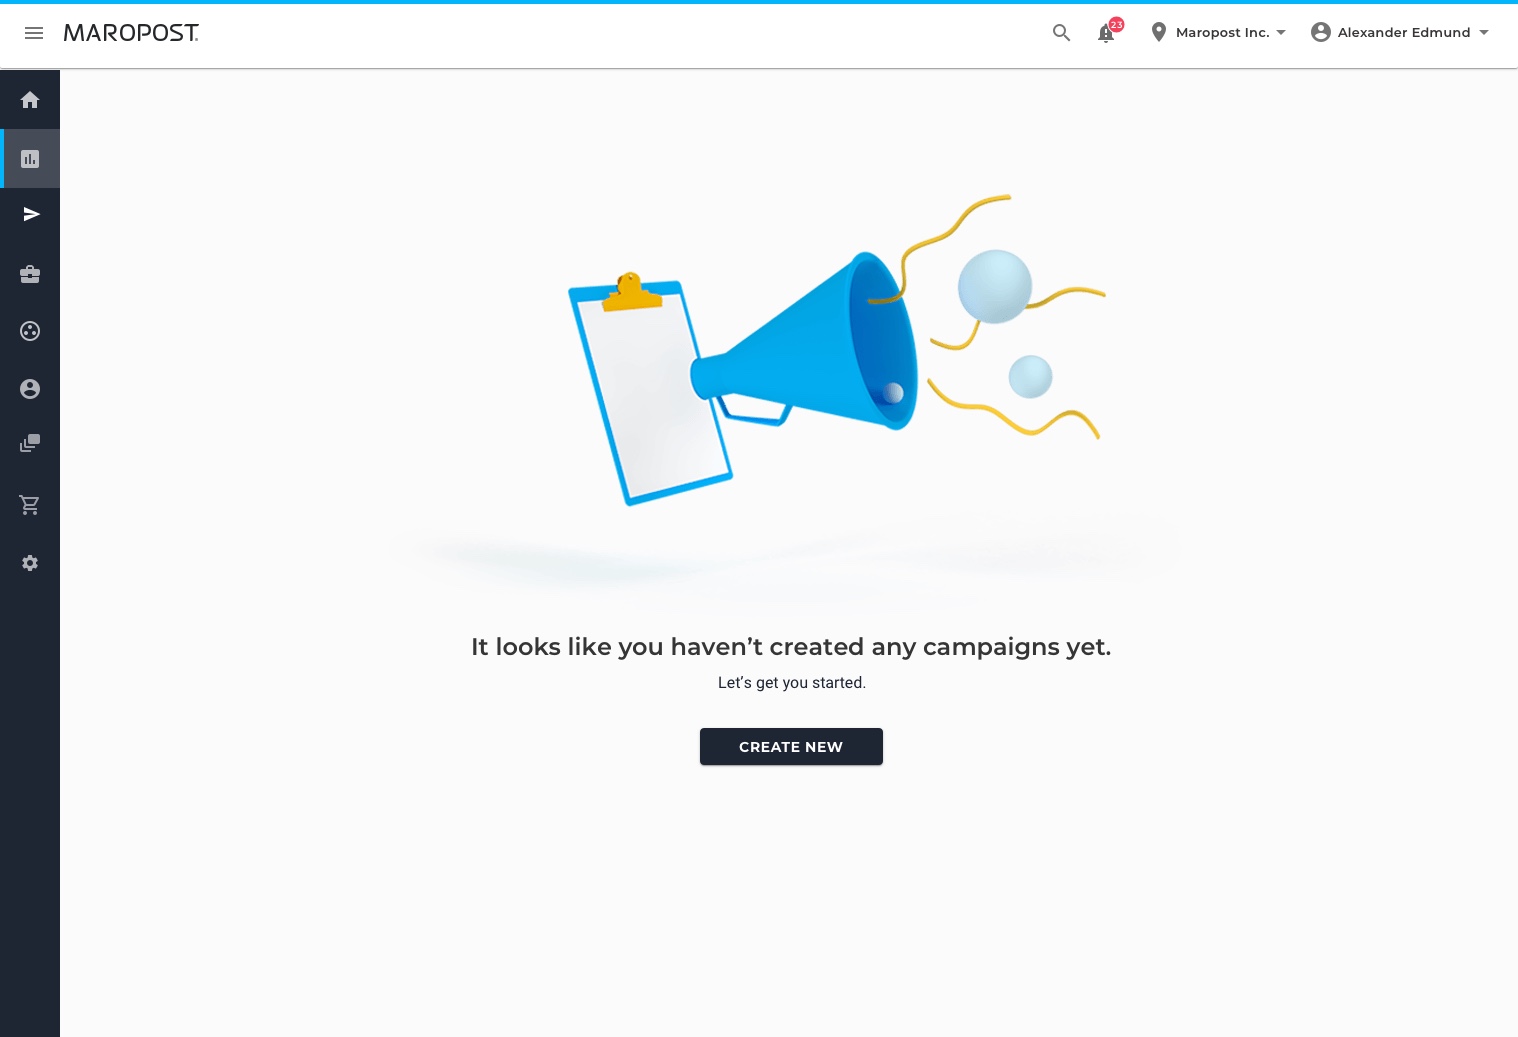 MAROPOST
23
Maropost Inc.
Alexander Edmund
It looks like you haven’t created any campaigns yet.
Let’s get you started.
CREATE NEW